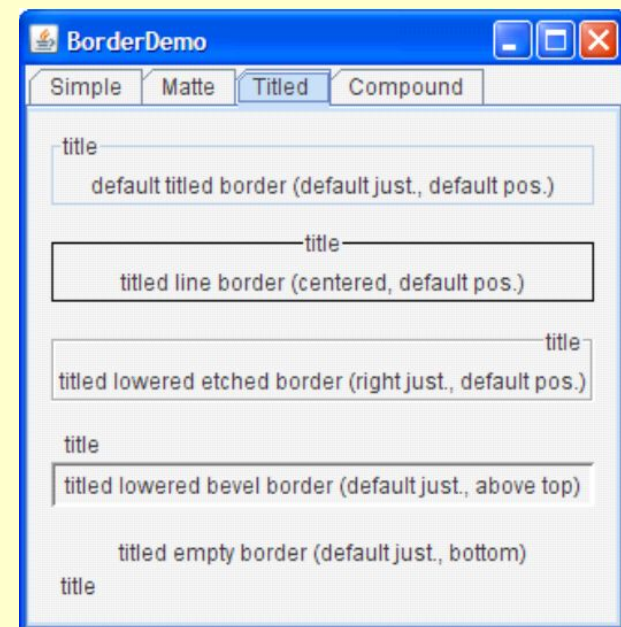 BorderDemo
Simple Matte Titled Compound
title
default titled border (default just., default pos.)
title
titled line border (centered, default pos.)
title
titled lowered etched border (right just., default pos.)
title
titled lowered bevel border (default just., above top)
titled empty border (default just., bottom)
title